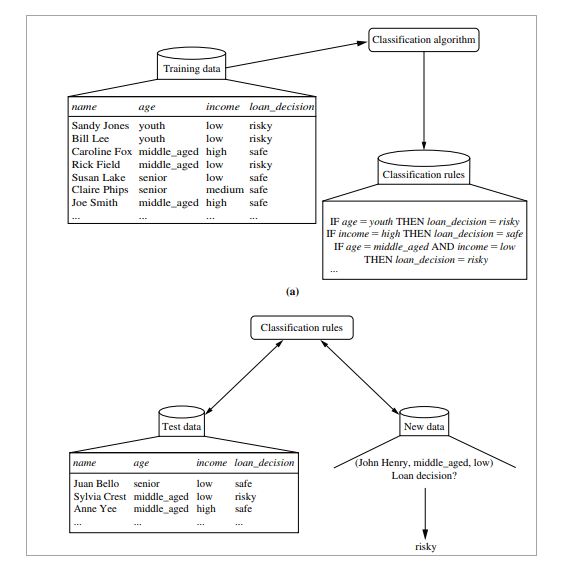 Classification algorithm
Training data
name age income loan_decision
Sandy Jones youth low risky
Bill Lee youth low risky
Caroline Fox middle_aged high safe
Rick Field middle_aged low risky
Susan Lake senior low safe
Claire Phips senior medium safe
Joe Smith middle_aged high safe
... ... ... ...
Classification rules
IF age = youth THEN loan_decision = risky
IF income = high THEN loan_decision = safe
IF age = middle_aged AND income = low
THEN loan_decision = risky
...
(a)
Classification rules
Test data
name age income loan_decision
Juan Bello senior low safe
Sylvia Crest middle_aged low risky
Anne Yee middle_aged high safe
... ... ... ...
New data
(John Henry, middle_aged, low)
Loan decision?
risky